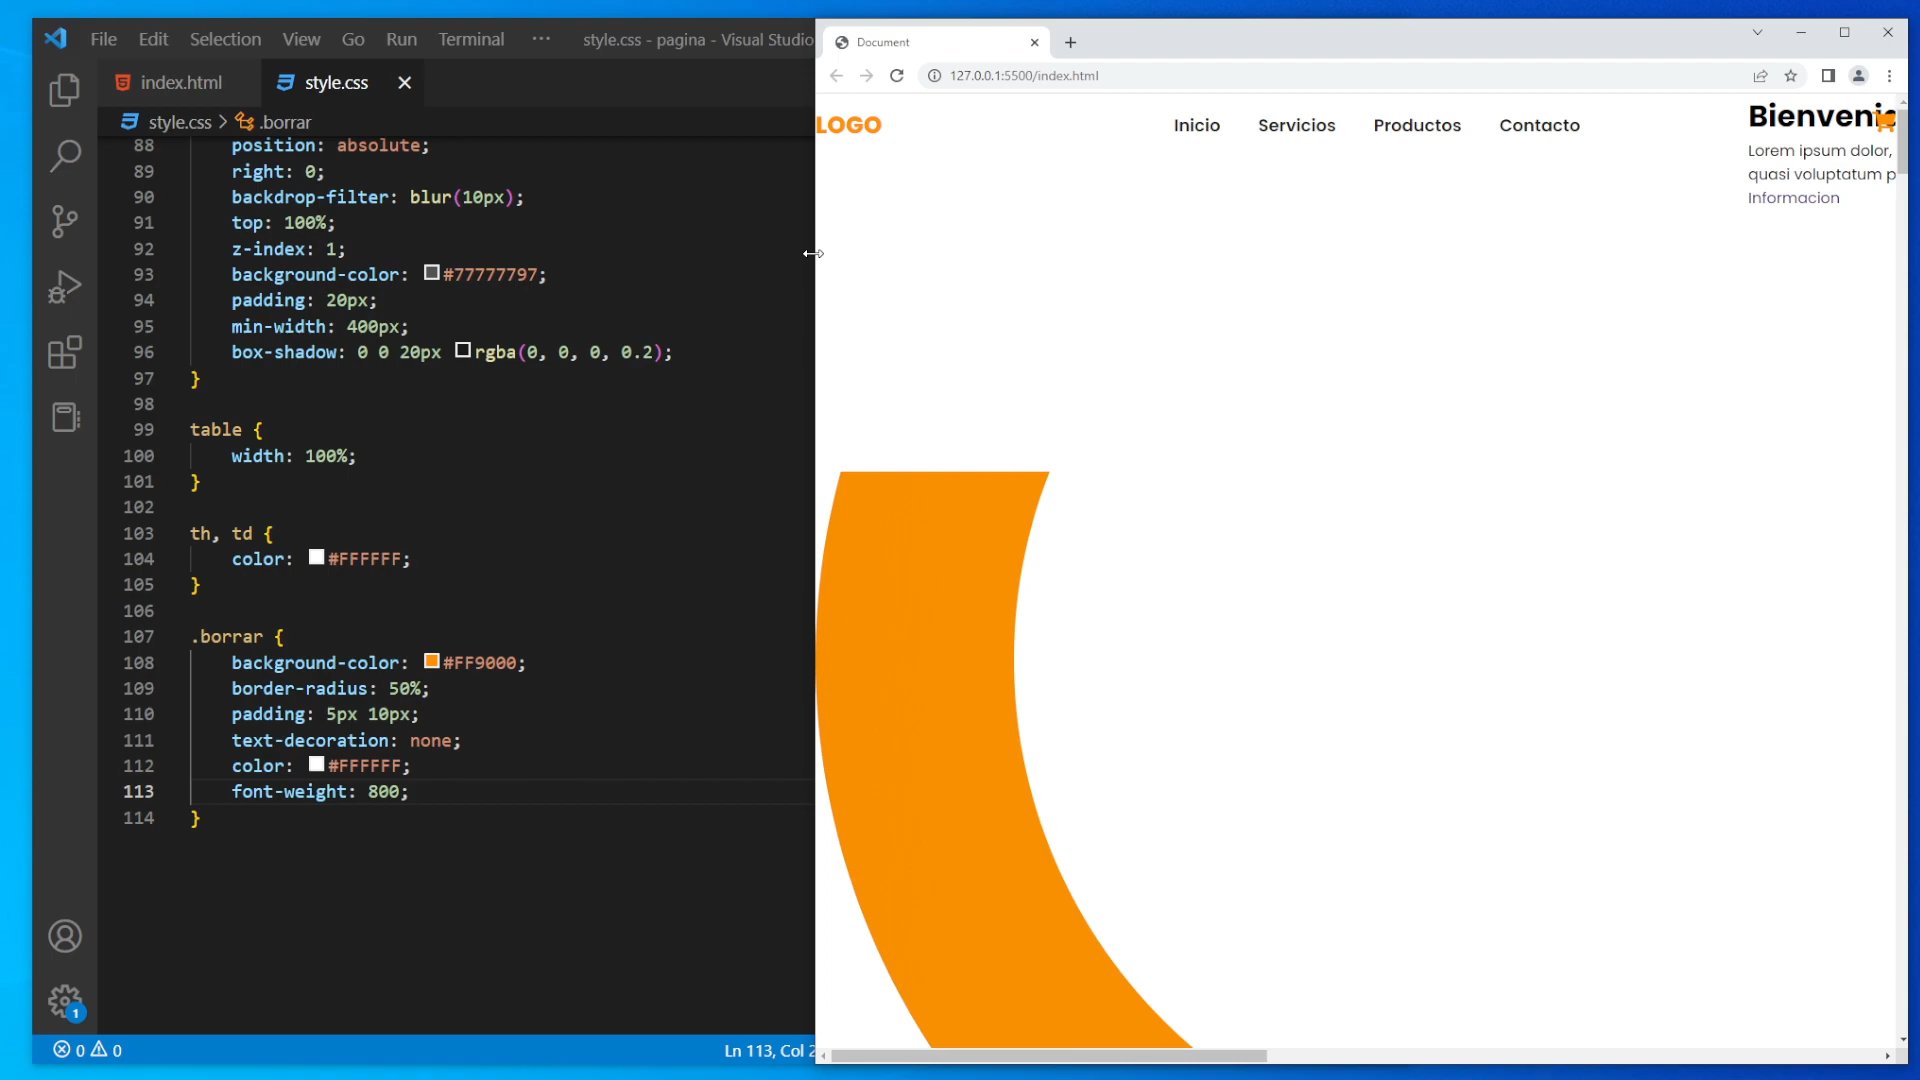 File Edit Selection View Go Run Terminal ··· style.css - pagina - Visual Studio
index.html style.css
style.css > .borrar
88 position: absolute;
89 right: 0;
90 backdrop-filter: blur(10px);
91 top: 100%;
92 z-index: 1;
93 background-color: #77777797;
94 padding: 20px;
95 min-width: 400px;
96 box-shadow: 0 0 20px rgba(0, 0, 0, 0.2);
97 }
98
99 table {
100 width: 100%;
101 }
102
103 th, td {
104 color: #FFFFFF;
105 }
106
107 .borrar {
108 background-color: #FF9000;
109 border-radius: 50%;
110 padding: 5px 10px;
111 text-decoration: none;
112 color: #FFFFFF;
113 font-weight: 800;
114 }
1
0 0 Ln 113, Col 2
Document
127.0.0.1:5500/index.html
LOGO Inicio Servicios Productos Contacto
Bienveni
Lorem ipsum dolor,
quasi voluptatum p
Informacion